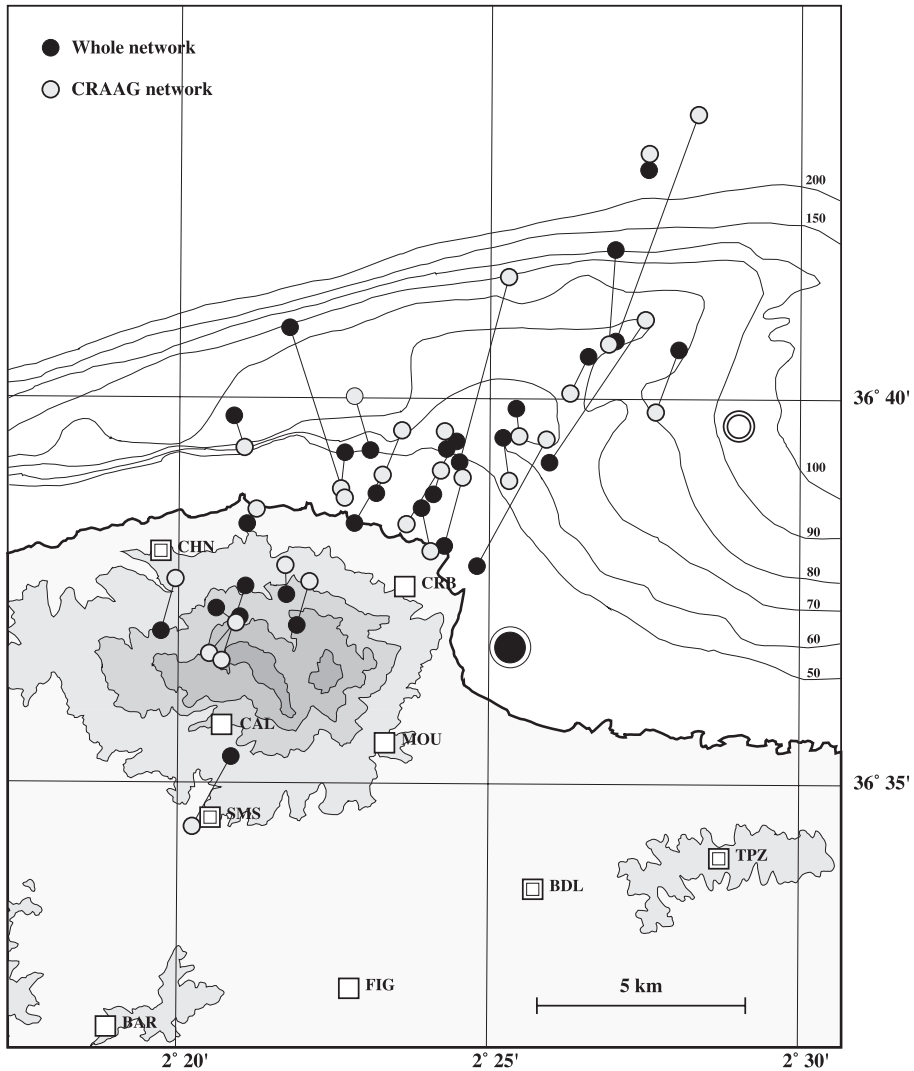 Whole network
CRAAG network
200
150
36° 40'
100
90
CHN
80
CRB
70
60
50
CAL
MOU
36° 35'
SMS
TPZ
BDL
FIG
5 km
BAR
2° 20'
2° 25'
2° 30'